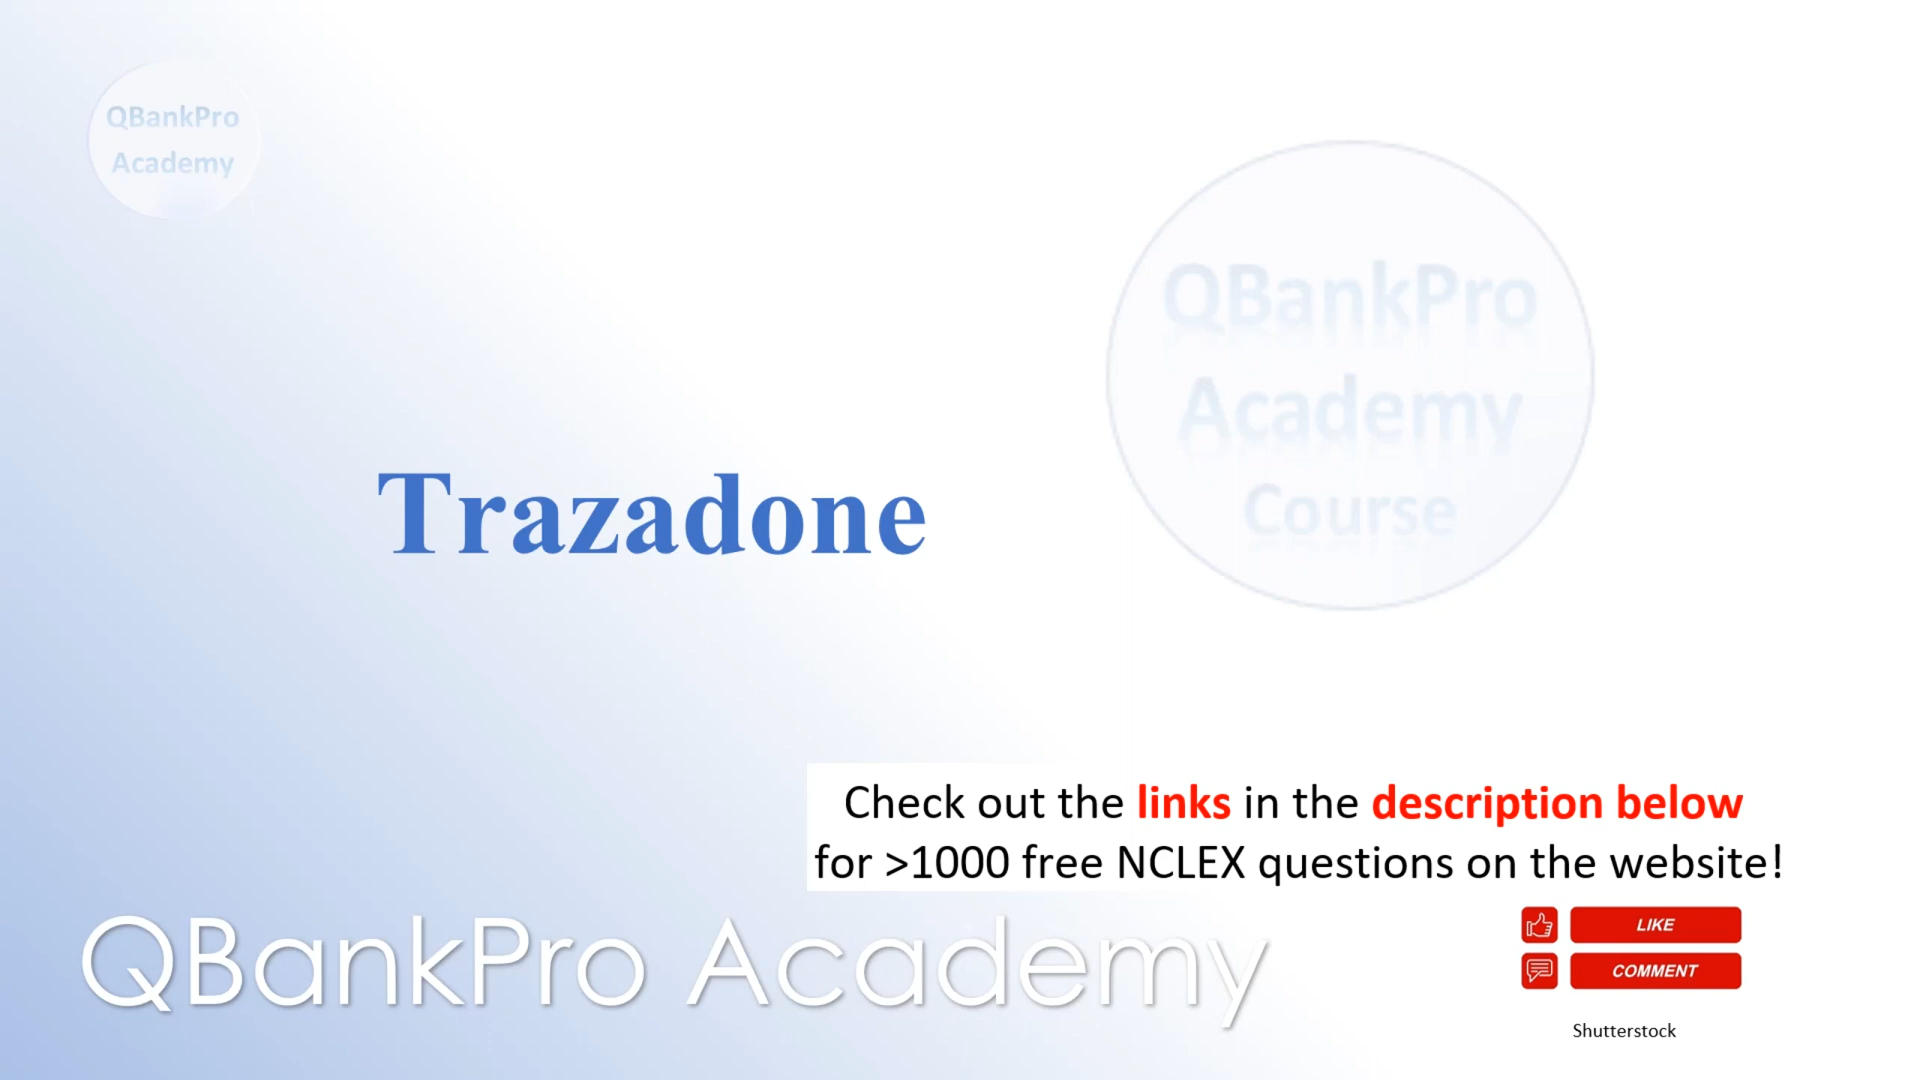 QBankPro
Academy
QBankPro
Academy
Course
Trazadone
Check out the links in the description below
for >1000 free NCLEX questions on the website!
QBankPro Academy
LIKE
COMMENT
Shutterstock